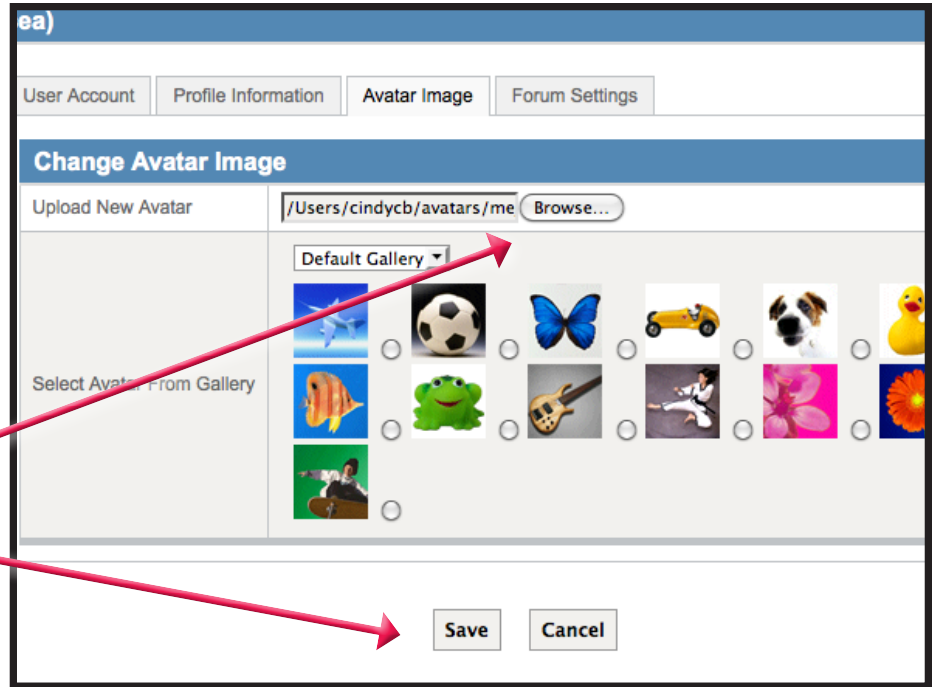 ea)
User Account Profile Information Avatar Image Forum Settings
Change Avatar Image
Upload New Avatar /Users/cindycb/avatars/me Browse...
Default Gallery
Select Avatar From Gallery
Save Cancel